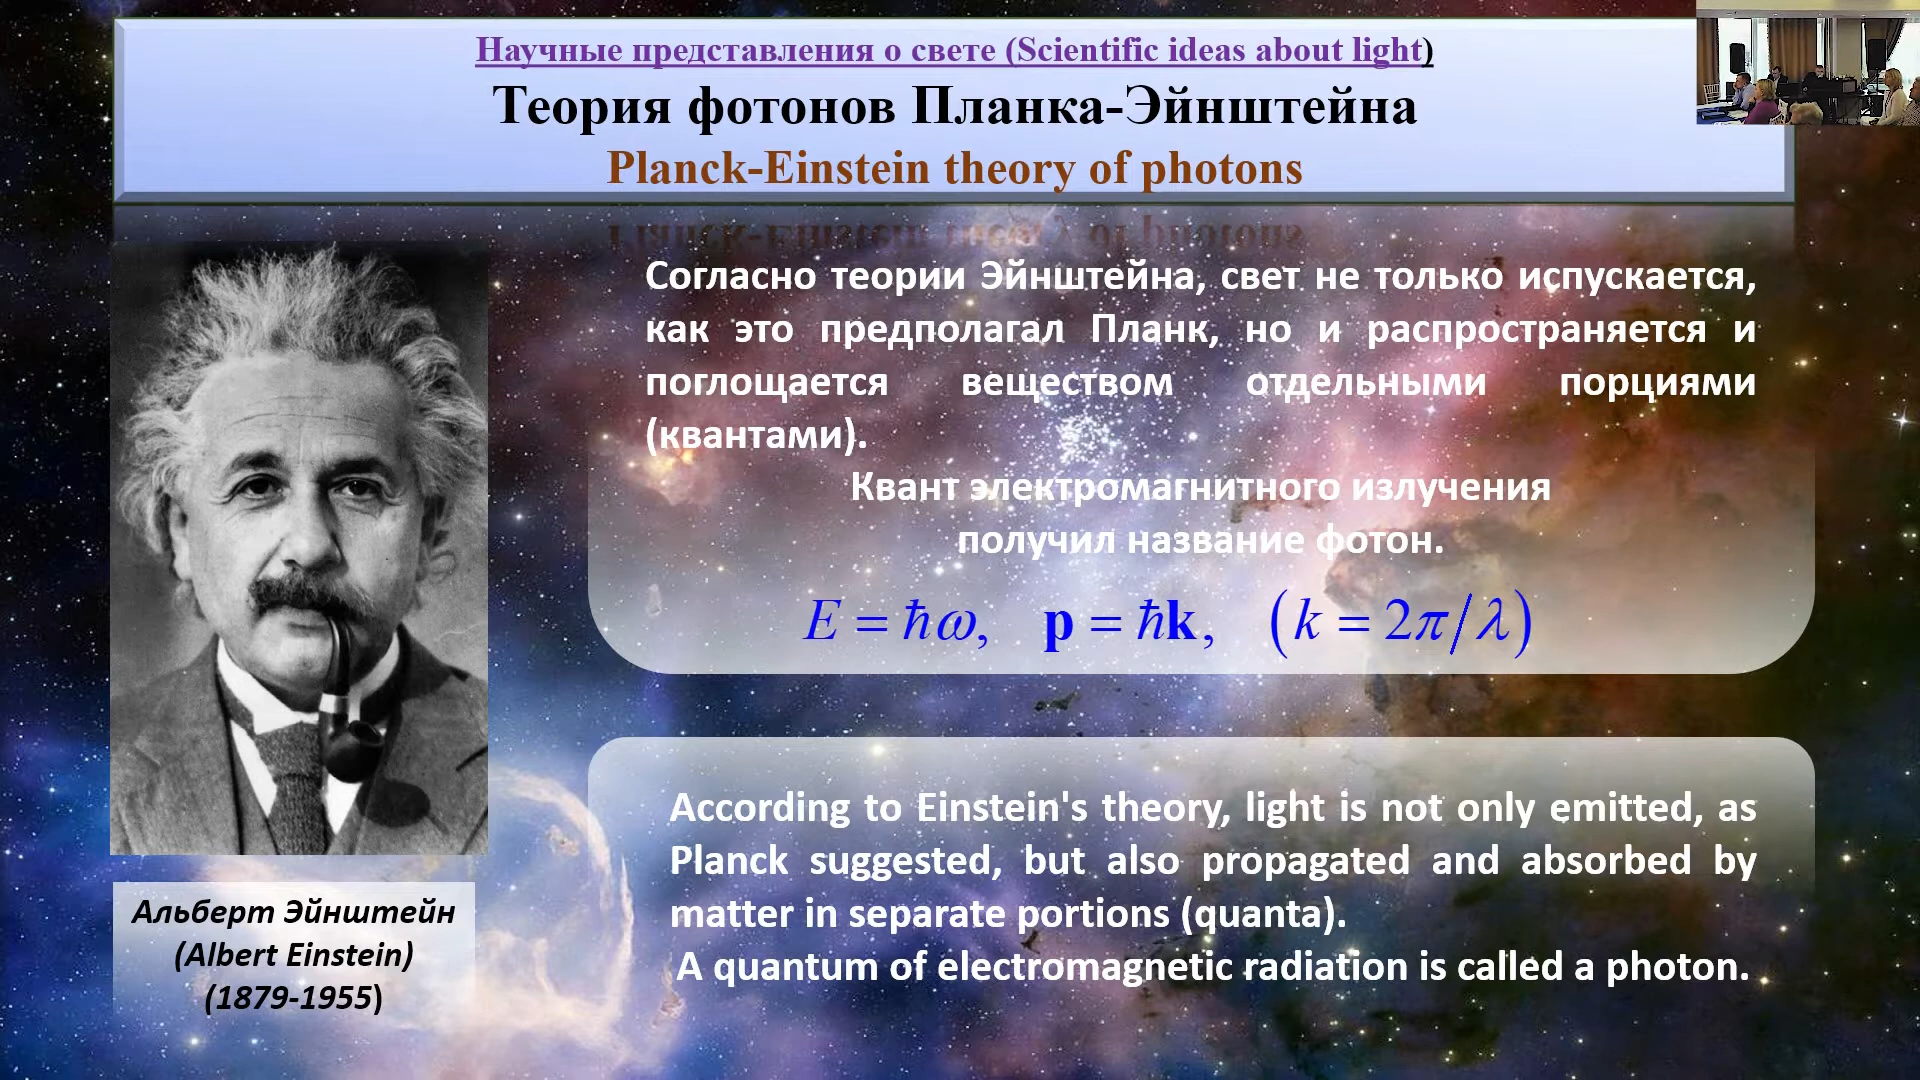 Научные представления о свете (Scientific ideas about light)
Теория фотонов Планка-Эйнштейна
Planck-Einstein theory of photons
Согласно теории Эйнштейна, свет не только испускается,
как это предполагал Планк, но и распространяется и
поглощается веществом отдельными порциями
(квантами).
Квант электромагнитного излучения
получил название фотон.
E = ħω, p = ħk, (k = 2π/λ)
According to Einstein's theory, light is not only emitted, as
Planck suggested, but also propagated and absorbed by
matter in separate portions (quanta).
A quantum of electromagnetic radiation is called a photon.
Альберт Эйнштейн
(Albert Einstein)
(1879-1955)